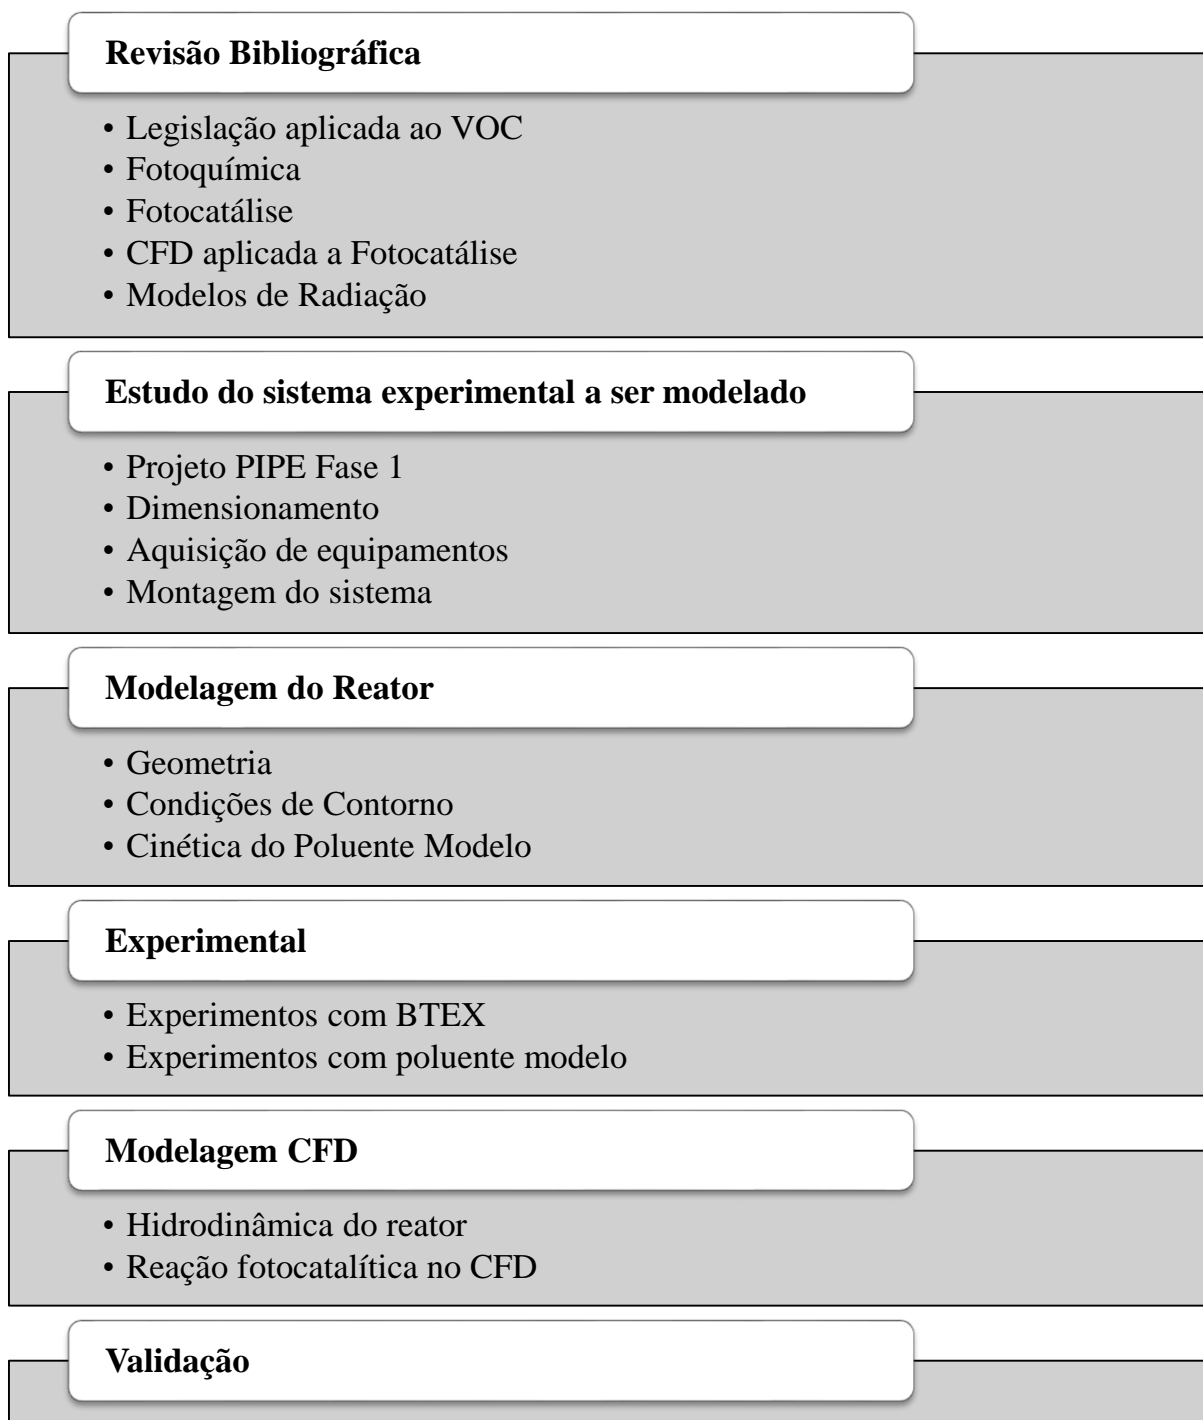 Revisão Bibliográfica
• Legislação aplicada ao VOC
• Fotoquímica
• Fotocatálise
• CFD aplicada a Fotocatálise
• Modelos de Radiação
Estudo do sistema experimental a ser modelado
• Projeto PIPE Fase 1
• Dimensionamento
• Aquisição de equipamentos
• Montagem do sistema
Modelagem do Reator
• Geometria
• Condições de Contorno
• Cinética do Poluente Modelo
Experimental
• Experimentos com BTEX
• Experimentos com poluente modelo
Modelagem CFD
• Hidrodinâmica do reator
• Reação fotocatalítica no CFD
Validação